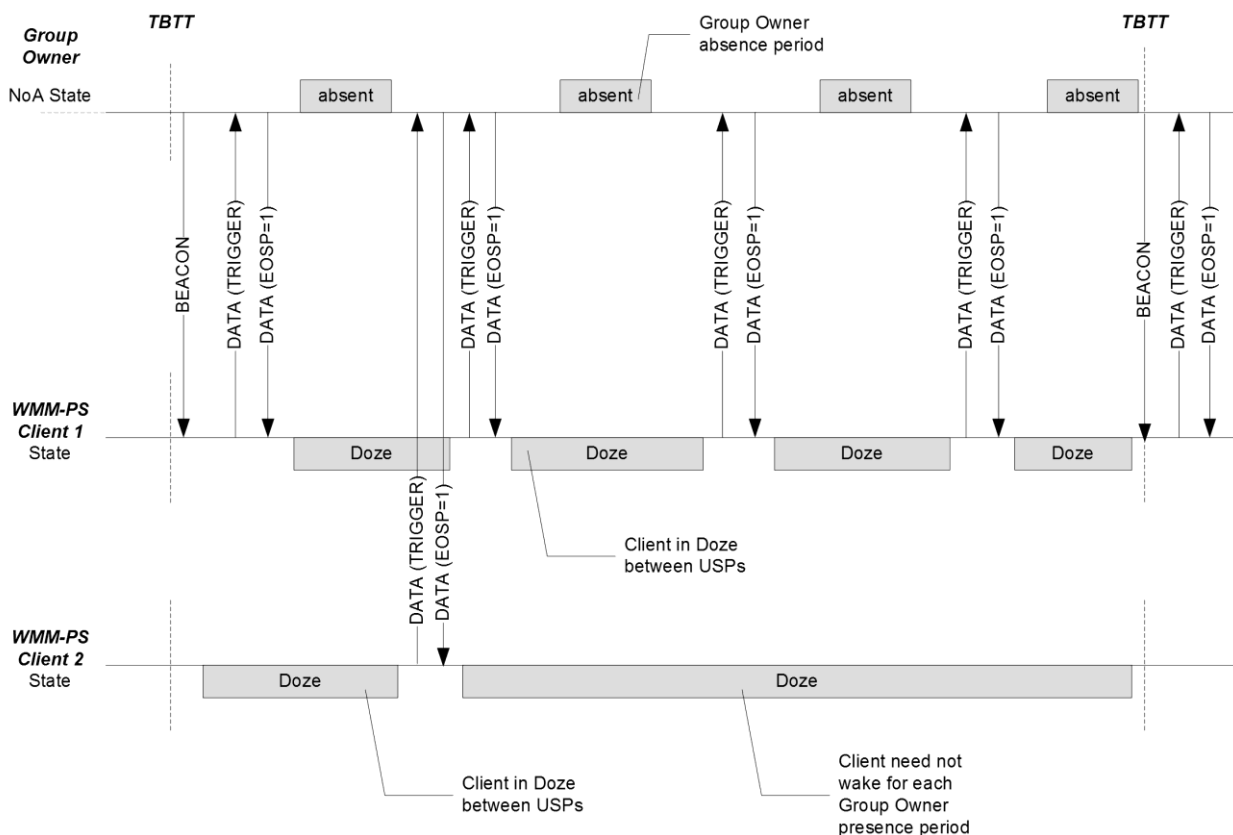 TBTT
TBTT
Group
Owner
Group Owner
absence period
NoA State
absent
absent
absent
absent
BEACON
DATA (TRIGGER)
DATA (EOSP=1)
DATA (TRIGGER)
DATA (EOSP=1)
DATA (TRIGGER)
DATA (EOSP=1)
DATA (TRIGGER)
DATA (EOSP=1)
BEACON
DATA (TRIGGER)
DATA (EOSP=1)
WMM-PS
Client 1
State
Doze
Doze
Doze
Doze
DATA (TRIGGER)
DATA (EOSP=1)
Client in Doze
between USPs
WMM-PS
Client 2
State
Doze
Doze
Client in Doze
between USPs
Client need not
wake for each
Group Owner
presence period